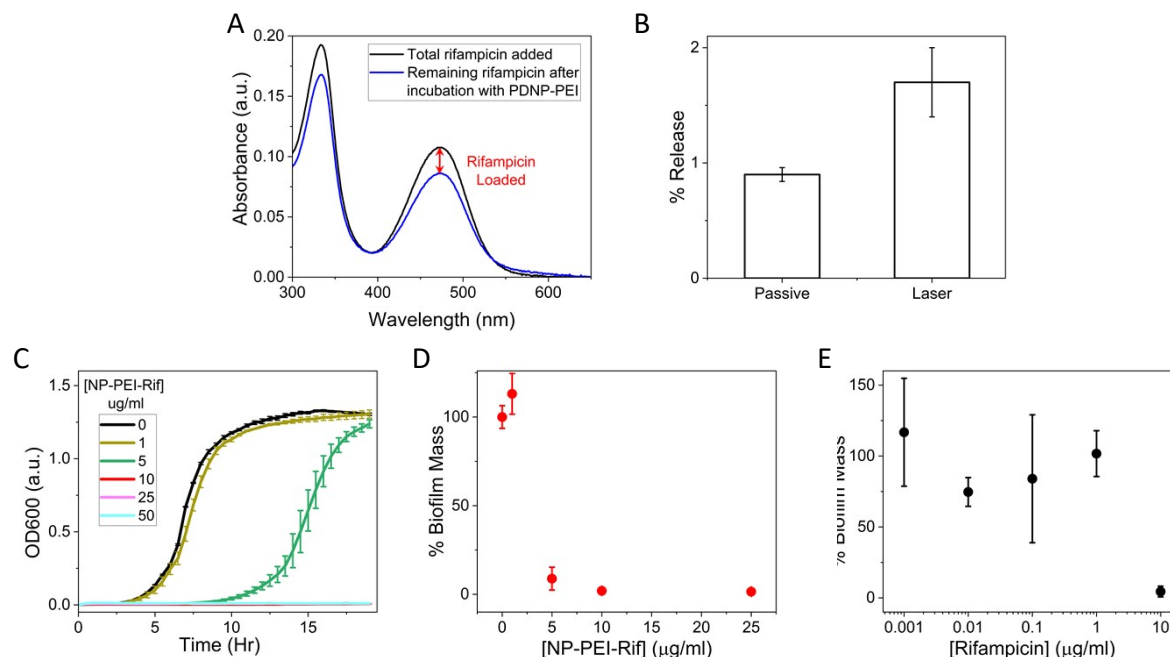 A
0.20
0.15
0.10
0.05
0.00
Absorbance (a.u.)
Total rifampicin added
Remaining rifampicin after
incubation with PDNP-PEI
Rifampicin
Loaded
300 400 500 600
Wavelength (nm)
B
2
1
0
% Release
Passive Laser
C
1.5
1.0
0.5
0.0
OD600 (a.u.)
[NP-PEI-Rif]
ug/ml
0
1
5
10
25
50
0 5 10 15
Time (Hr)
D
100
50
0
% Biofilm Mass
0 5 10 15 20 25
[NP-PEI-Rif] (μg/ml)
E
150
100
50
0
% Biofilm Mass
0.001 0.01 0.1 1 10
[Rifampicin] (μg/ml)